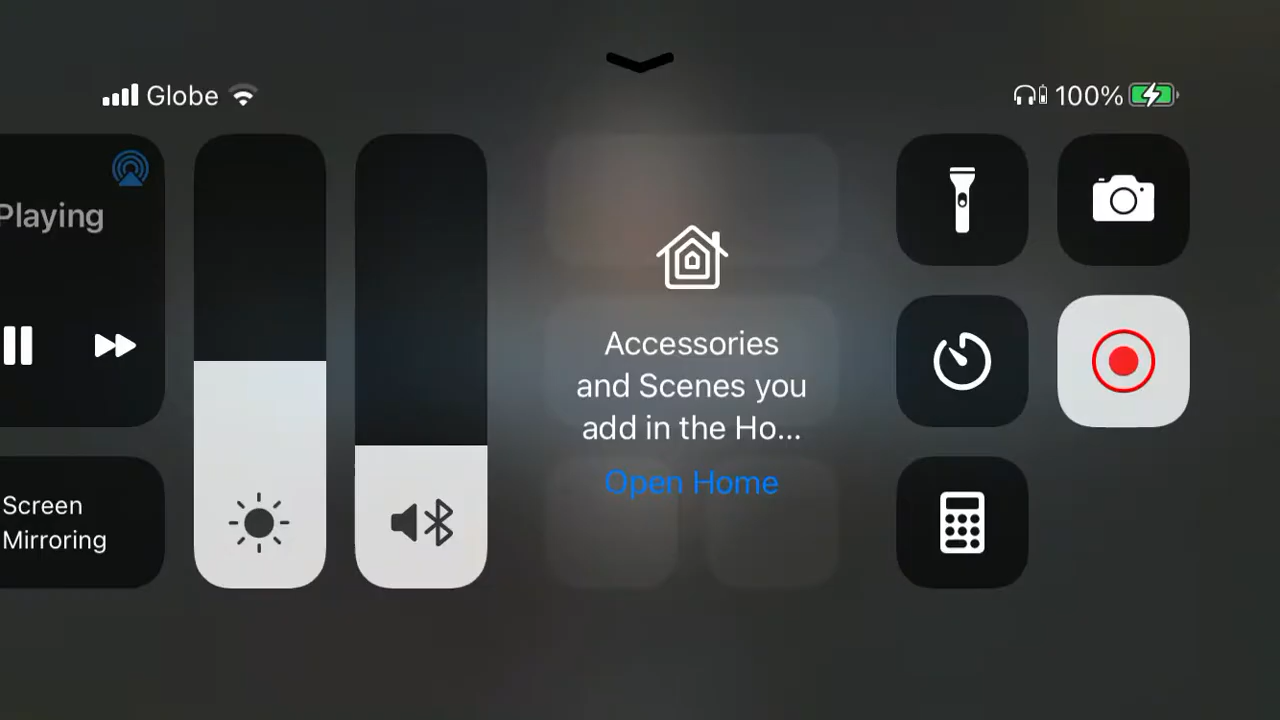 Globe
100%
Playing
Accessories
and Scenes you
add in the Ho...
Open Home
Screen
Mirroring